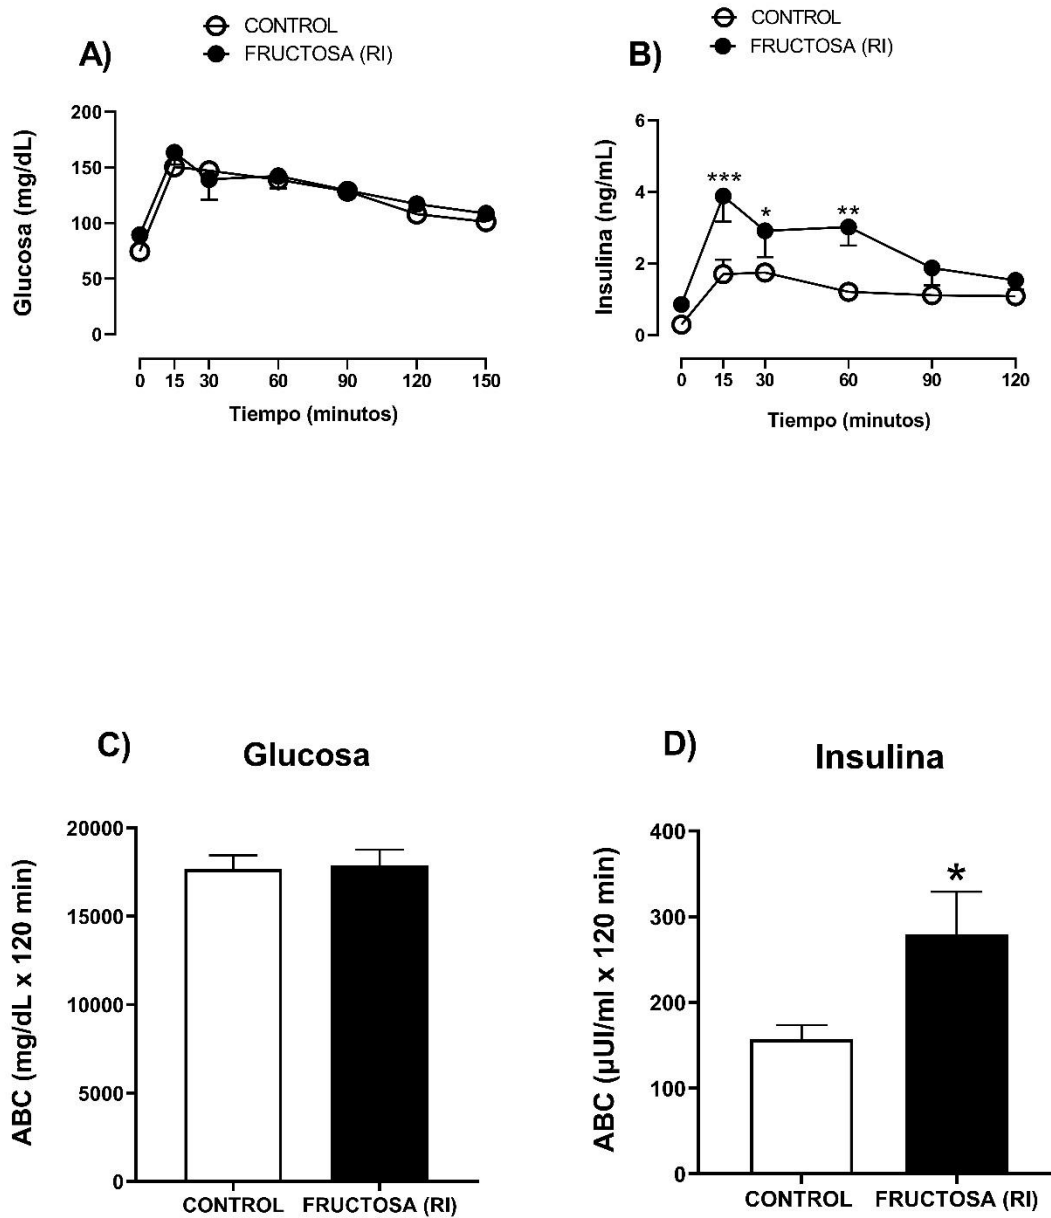 A)
CONTROL
FRUCTOSA (RI)
Glucosa (mg/dL)
200
150
100
50
0
0 15 30 60 90 120 150
Tiempo (minutos)
B)
CONTROL
FRUCTOSA (RI)
Insulina (ng/mL)
6
4
2
0
*** * **
0 15 30 60 90 120
Tiempo (minutos)
C) Glucosa
ABC (mg/dL x 120 min)
20000
15000
10000
5000
0
CONTROL FRUCTOSA (RI)
D) Insulina
ABC (µUI/ml x 120 min)
400
300
200
100
0
*
CONTROL FRUCTOSA (RI)